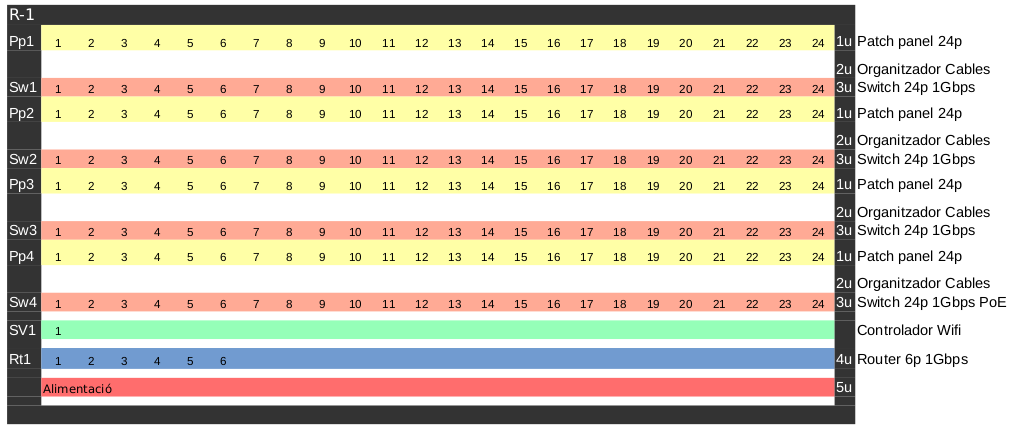 R-1
Pp1 1 2 3 4 5 6 7 8 9 10 11 12 13 14 15 16 17 18 19 20 21 22 23 24 1u Patch panel 24p
2u Organitzador Cables
Sw1 1 2 3 4 5 6 7 8 9 10 11 12 13 14 15 16 17 18 19 20 21 22 23 24 3u Switch 24p 1Gbps
Pp2 1 2 3 4 5 6 7 8 9 10 11 12 13 14 15 16 17 18 19 20 21 22 23 24 1u Patch panel 24p
2u Organitzador Cables
Sw2 1 2 3 4 5 6 7 8 9 10 11 12 13 14 15 16 17 18 19 20 21 22 23 24 3u Switch 24p 1Gbps
Pp3 1 2 3 4 5 6 7 8 9 10 11 12 13 14 15 16 17 18 19 20 21 22 23 24 1u Patch panel 24p
2u Organitzador Cables
Sw3 1 2 3 4 5 6 7 8 9 10 11 12 13 14 15 16 17 18 19 20 21 22 23 24 3u Switch 24p 1Gbps
Pp4 1 2 3 4 5 6 7 8 9 10 11 12 13 14 15 16 17 18 19 20 21 22 23 24 1u Patch panel 24p
2u Organitzador Cables
Sw4 1 2 3 4 5 6 7 8 9 10 11 12 13 14 15 16 17 18 19 20 21 22 23 24 3u Switch 24p 1Gbps PoE
SV1 1 Controlador Wifi
Rt1 1 2 3 4 5 6 4u Router 6p 1Gbps
Alimentació 5u